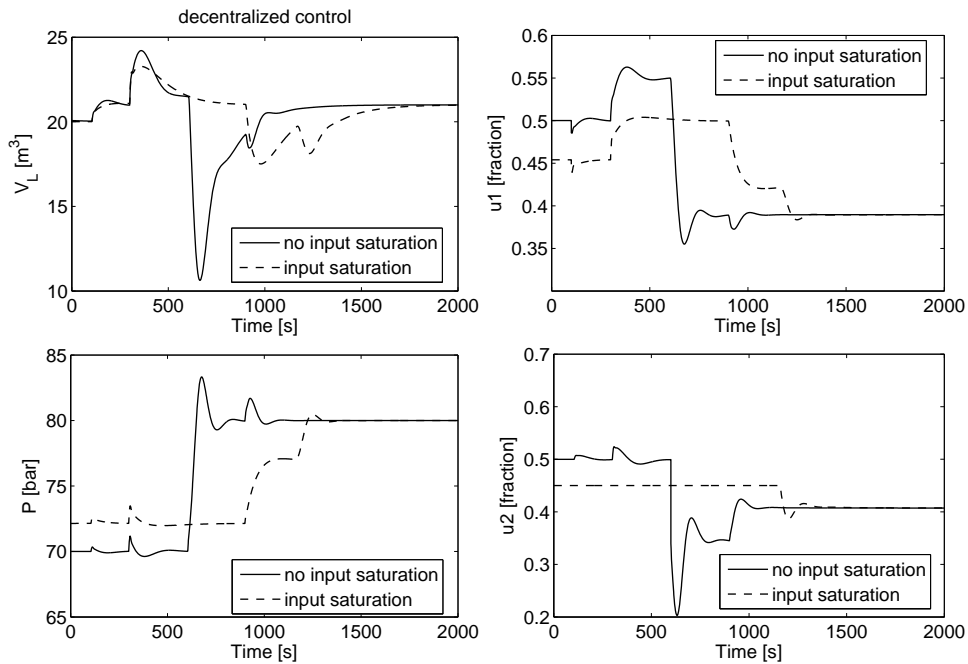 decentralized control
25
20
15
10
0
500
1000
1500
2000
V_L [m^3]
Time [s]
no input saturation
input saturation
0.6
0.55
0.5
0.45
0.4
0.35
0
500
1000
1500
2000
u1 [fraction]
Time [s]
no input saturation
input saturation
85
80
75
70
65
0
500
1000
1500
2000
P [bar]
Time [s]
no input saturation
input saturation
0.7
0.6
0.5
0.4
0.3
0.2
0
500
1000
1500
2000
u2 [fraction]
Time [s]
no input saturation
input saturation